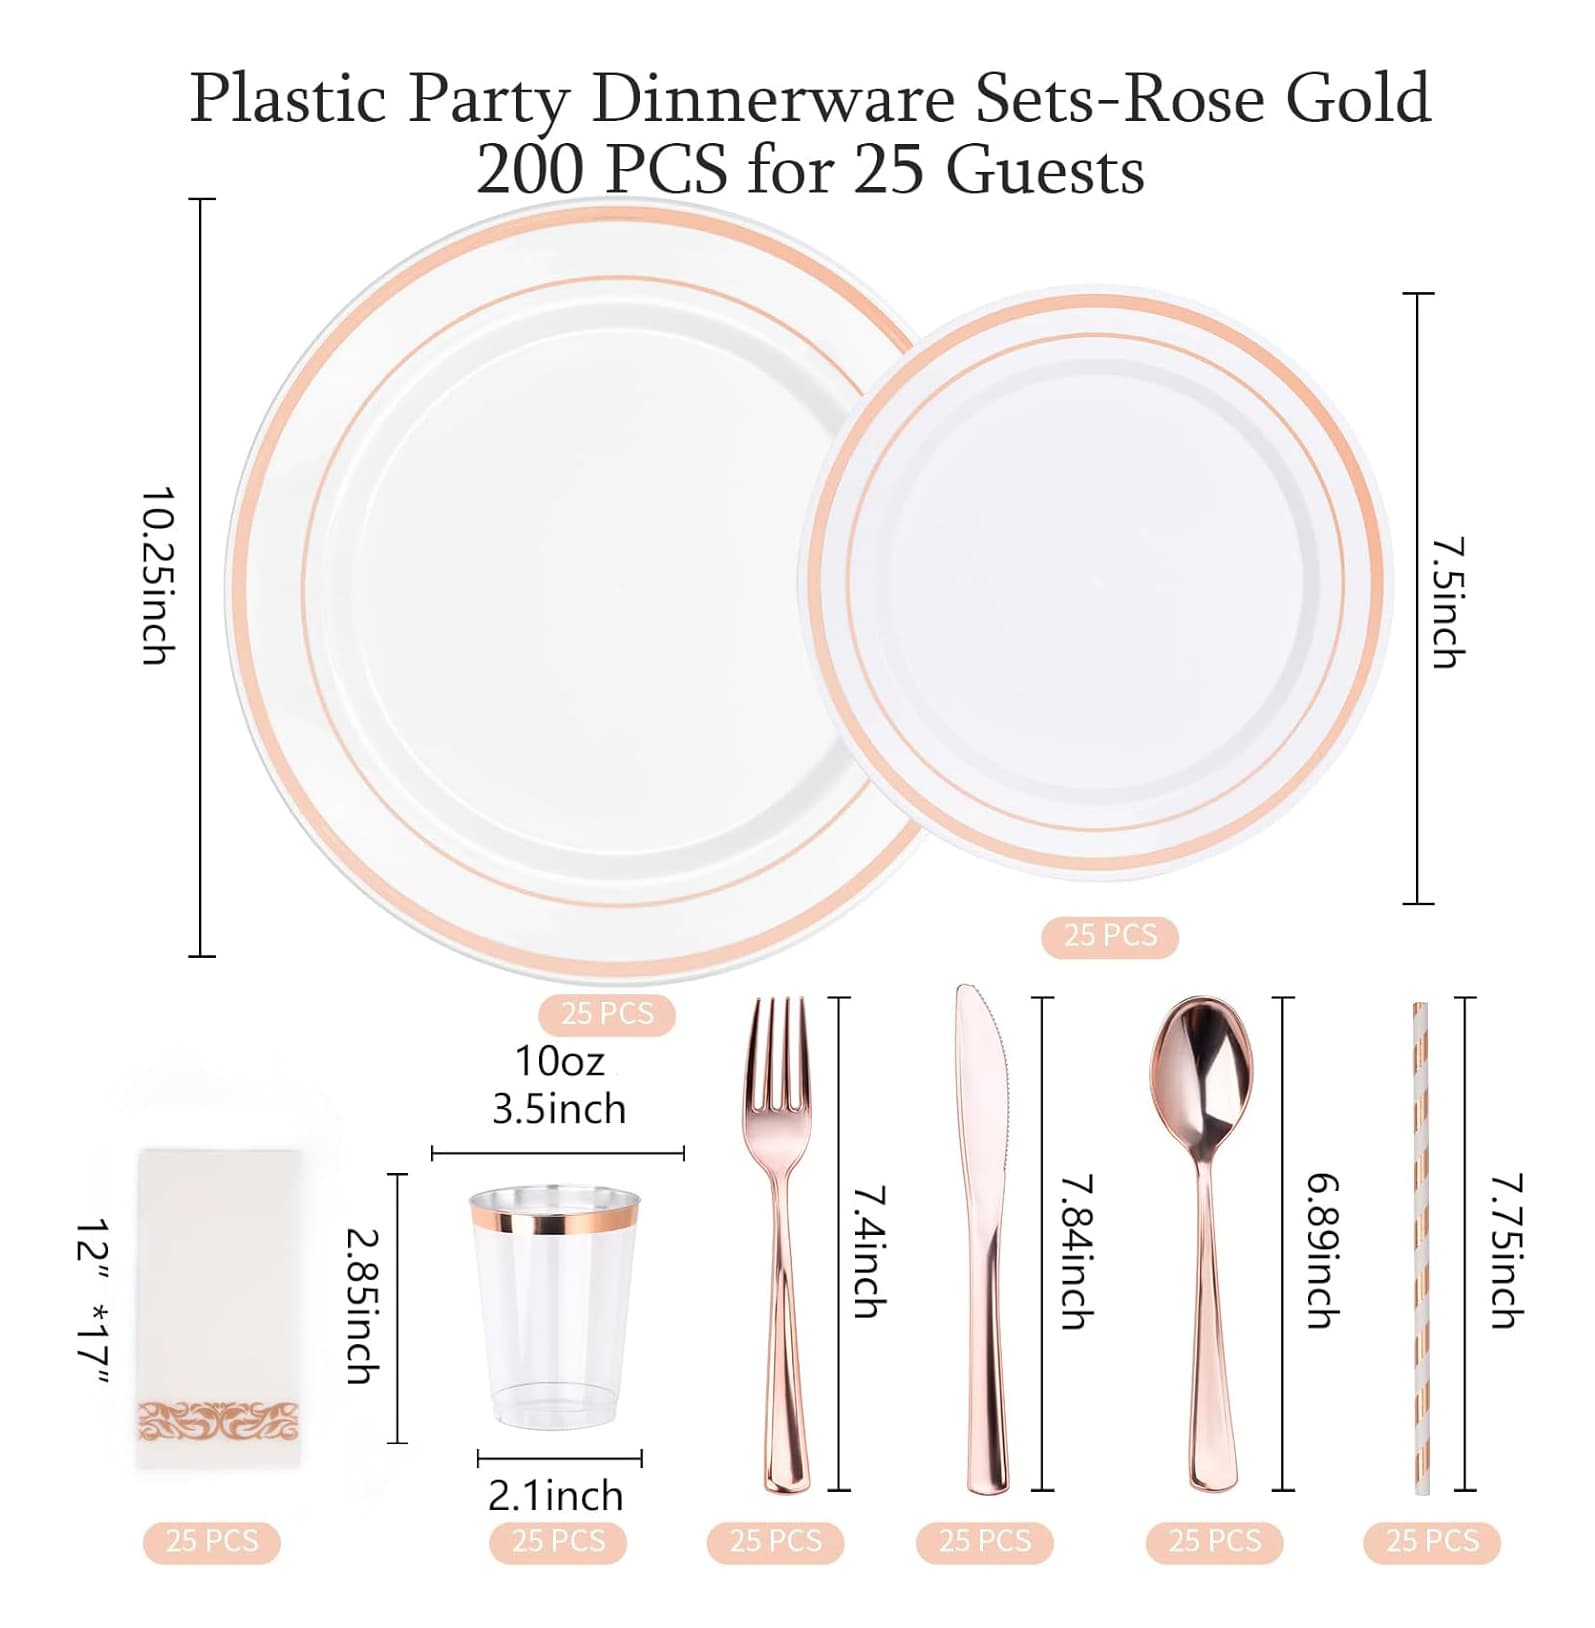 Plastic Party Dinnerware Sets-Rose Gold
200 PCS for 25 Guests
10.25inch
7.5inch
25 PCS
25 PCS
10oz
3.5inch
12" *17"
2.85inch
7.4inch
7.84inch
6.89inch
7.75inch
2.1inch
25 PCS
25 PCS
25 PCS
25 PCS
25 PCS
25 PCS